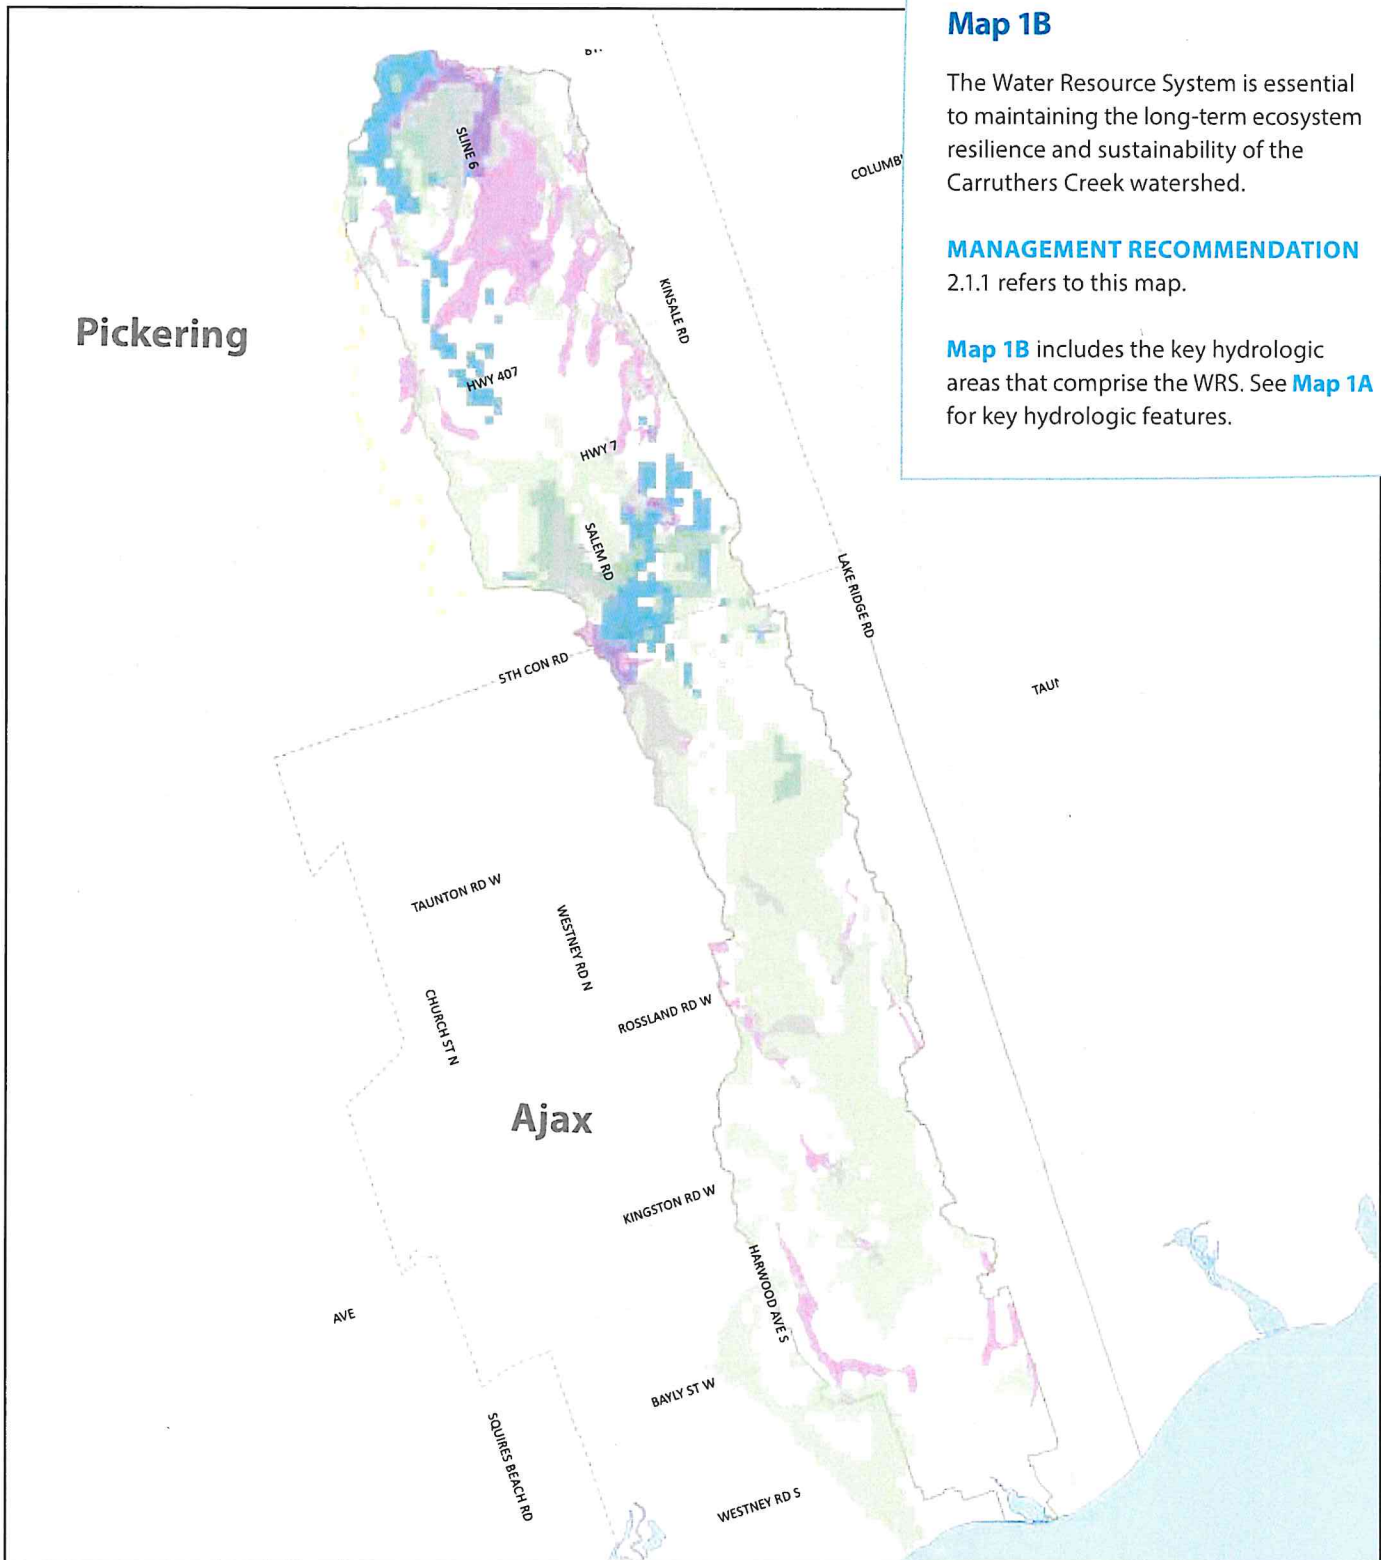 Map 1B
The Water Resource System is essential
to maintaining the long-term ecosystem
resilience and sustainability of the
Carruthers Creek watershed.
MANAGEMENT RECOMMENDATION
2.1.1 refers to this map.
Map 1B includes the key hydrologic
areas that comprise the WRS. See Map 1A
for key hydrologic features.
SLINE 6
COLUMB
KINSALE RD
Pickering
HWY 407
HWY 7
SALEM RD
LAKE RIDGE RD
5TH CON RD
TAUN
TAUNTON RD W
WESTNEY RD N
CHURCH ST N
ROSSLAND RD W
Ajax
KINGSTON RD W
HARWOOD AVE S
AVE
BAYLY ST W
SQUIRES BEACH RD
WESTNEY RD S